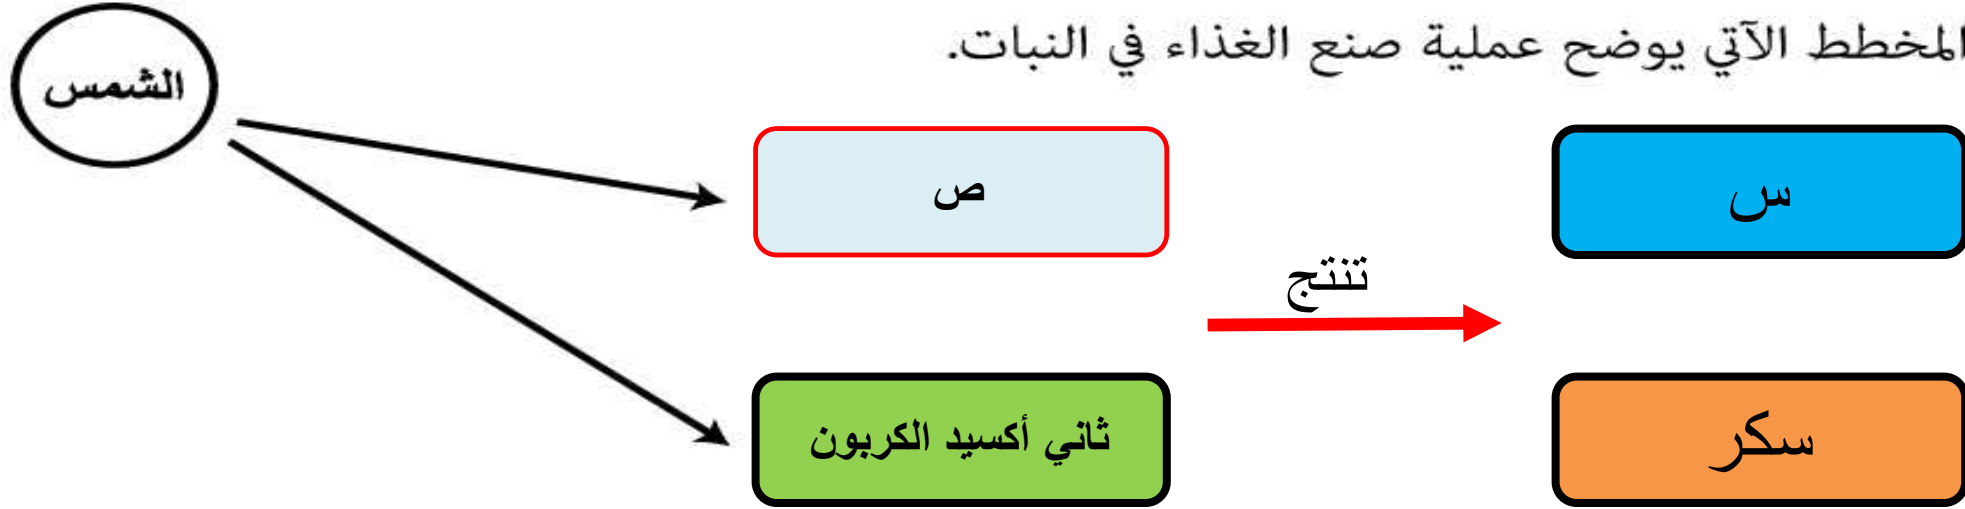 المخطط الآتي يوضح عملية صنع الغذاء في النبات.
الشمس
ص
س
تنتج
ثاني أكسيد الكربون
سكر